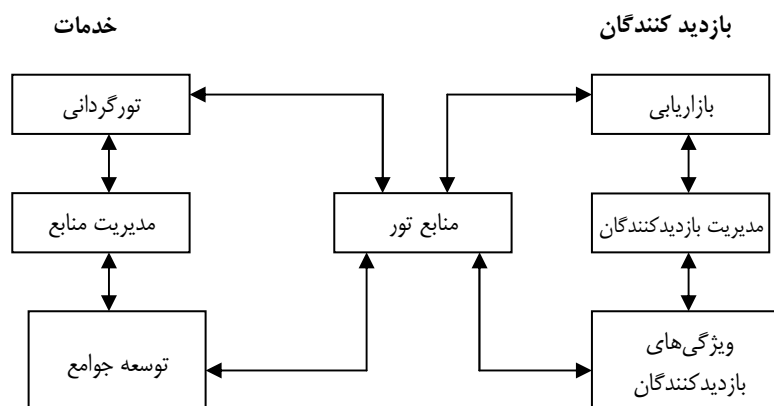 بازدید کنندگان
خدمات
بازاریابی
تورگردانی
مدیریت بازدیدکنندگان
منابع تور
مدیریت منابع
ویژگی‌های
بازدیدکنندگان
توسعه جوامع